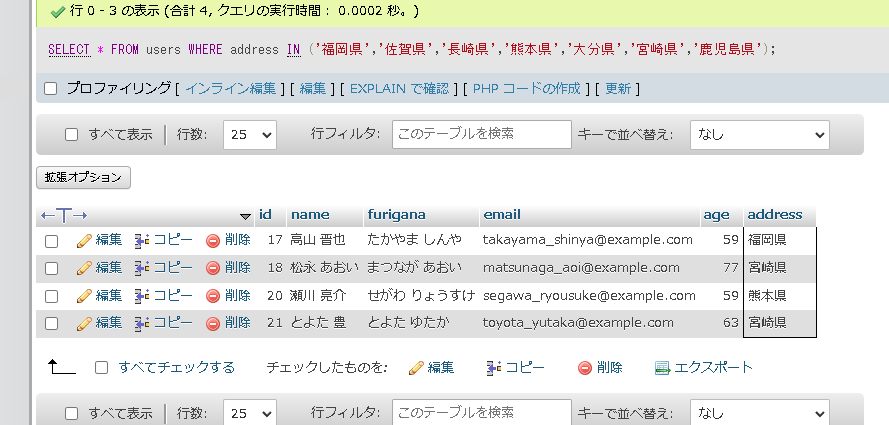 行 0 - 3 の表示 (合計 4, クエリの実行時間： 0.0002 秒。)
SELECT * FROM users WHERE address IN ('福岡県','佐賀県','長崎県','熊本県','大分県','宮崎県','鹿児島県');
プロファイリング [ インライン編集 ] [ 編集 ] [ EXPLAIN で確認 ] [ PHP コードの作成 ] [ 更新 ]
すべて表示 行数: 25 行フィルタ: このテーブルを検索 キーで並べ替え: なし
拡張オプション
←T→ id name furigana email age address
編集 コピー 削除 17 高山 晋也 たかやま しんや takayama_shinya@example.com 59 福岡県
編集 コピー 削除 18 松永 あおい まつなが あおい matsunaga_aoi@example.com 77 宮崎県
編集 コピー 削除 20 瀬川 亮介 せがわ りょうすけ segawa_ryousuke@example.com 59 熊本県
編集 コピー 削除 21 とよた 豊 とよた ゆたか toyota_yutaka@example.com 63 宮崎県
すべてチェックする チェックしたものを: 編集 コピー 削除 エクスポート
すべて表示 行数: 25 行フィルタ: このテーブルを検索 キーで並べ替え: なし